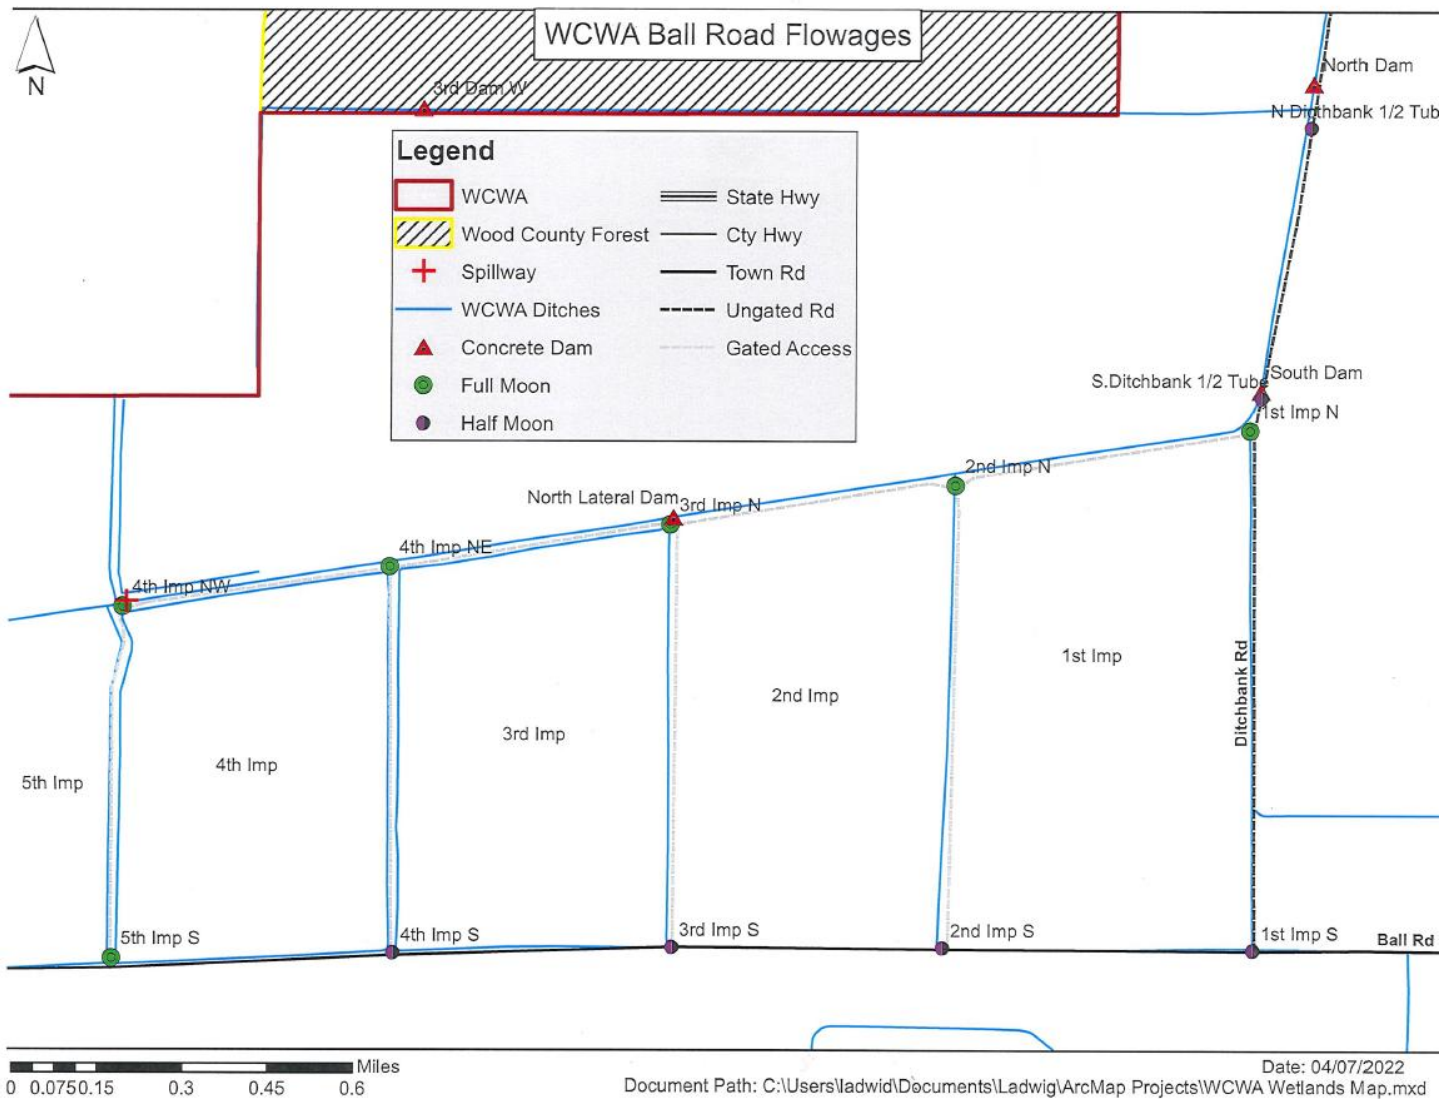 WCWA Ball Road Flowages
N
3rd Dam W
North Dam
N Dicthbank 1/2 Tub
Legend
WCWA
State Hwy
Wood County Forest
Cty Hwy
Spillway
Town Rd
WCWA Ditches
Ungated Rd
Concrete Dam
Gated Access
Full Moon
Half Moon
S.Ditchbank 1/2 Tube
South Dam
1st Imp N
2nd Imp N
North Lateral Dam
3rd Imp N
4th Imp NE
4th Imp NW
1st Imp
Ditchbank Rd
2nd Imp
3rd Imp
4th Imp
5th Imp
5th Imp S
4th Imp S
3rd Imp S
2nd Imp S
1st Imp S
Ball Rd
Miles
0 0.075 0.15 0.3 0.45 0.6
Date: 04/07/2022
Document Path: C:\Users\ladwid\Documents\Ladwig\ArcMap Projects\WCWA Wetlands Map.mxd